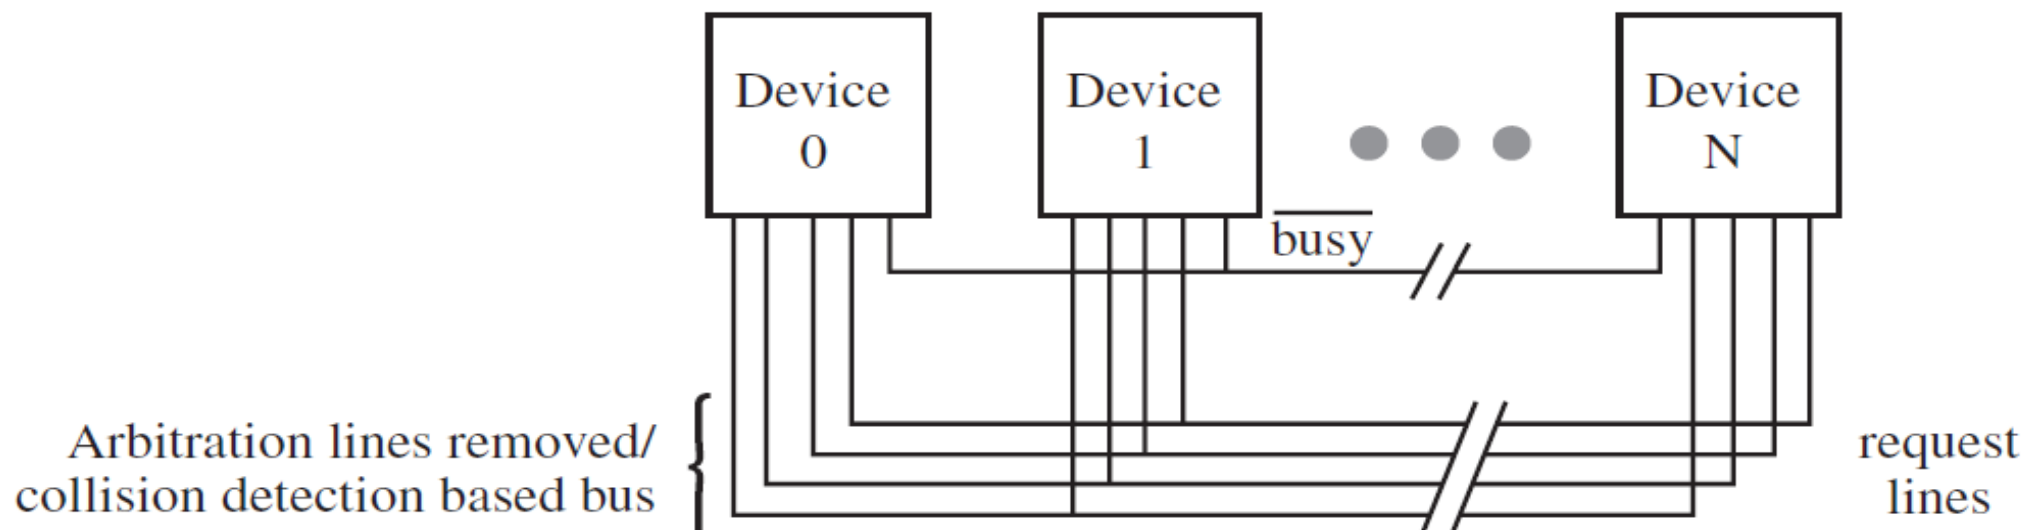 Device
0
Device
1
Device
N
busy
Arbitration lines removed/
collision detection based bus
request
lines